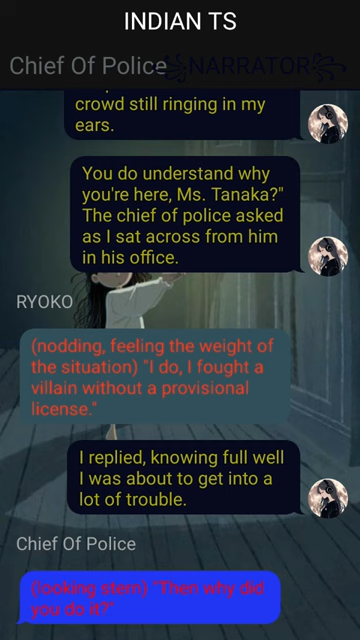 INDIAN TS
Chief Of Police ꧁NARRATOR꧂
crowd still ringing in my
ears.
You do understand why
you're here, Ms. Tanaka?"
The chief of police asked
as I sat across from him
in his office.
RYOKO
(nodding, feeling the weight of
the situation) "I do, I fought a
villain without a provisional
license."
I replied, knowing full well
I was about to get into a
lot of trouble.
Chief Of Police
(looking stern) "Then why did
you do it?"